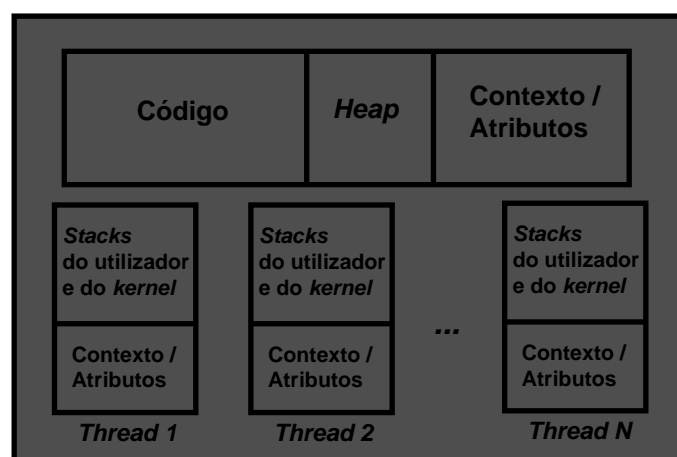 Código
Heap
Contexto /
Atributos
Stacks
do utilizador
e do kernel
Contexto /
Atributos
Thread 1
Stacks
do utilizador
e do kernel
Contexto /
Atributos
Thread 2
...
Stacks
do utilizador
e do kernel
Contexto /
Atributos
Thread N